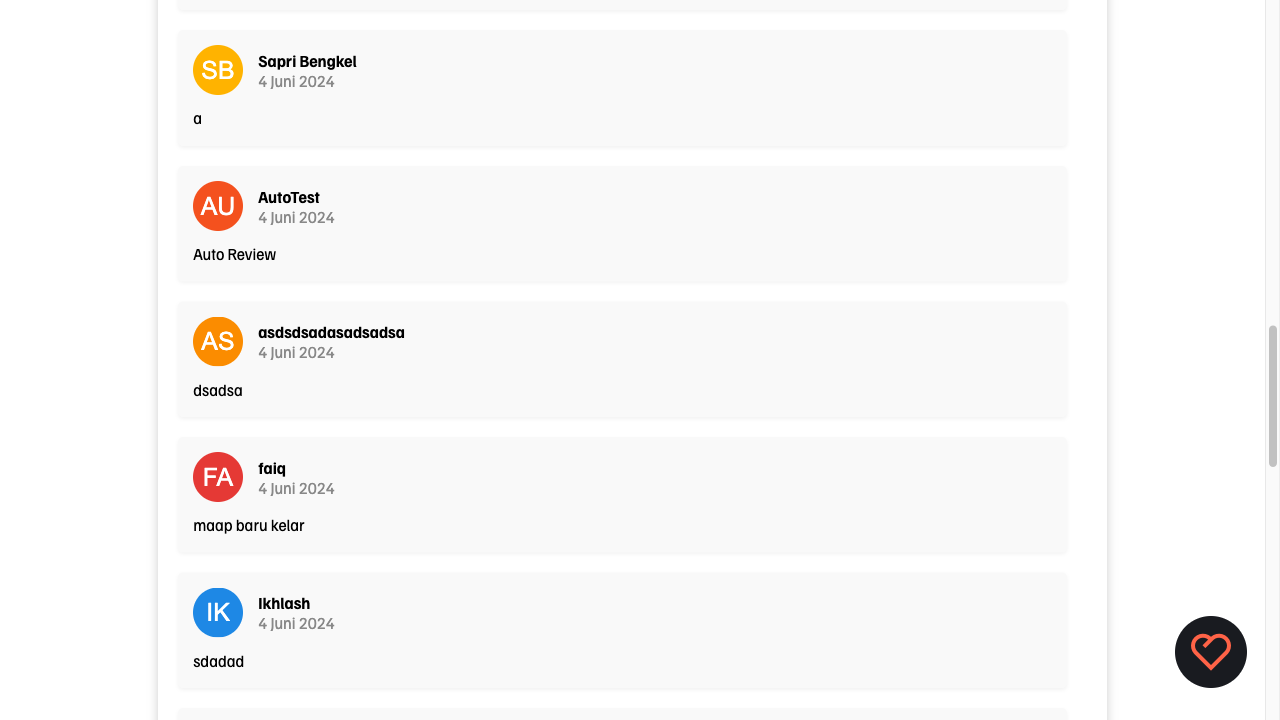 SB
Sapri Bengkel
4 Juni 2024
a
AU
AutoTest
4 Juni 2024
Auto Review
AS
asdsdsadasadsadsa
4 Juni 2024
dsadsa
FA
faiq
4 Juni 2024
maap baru kelar
IK
Ikhlash
4 Juni 2024
sdadad